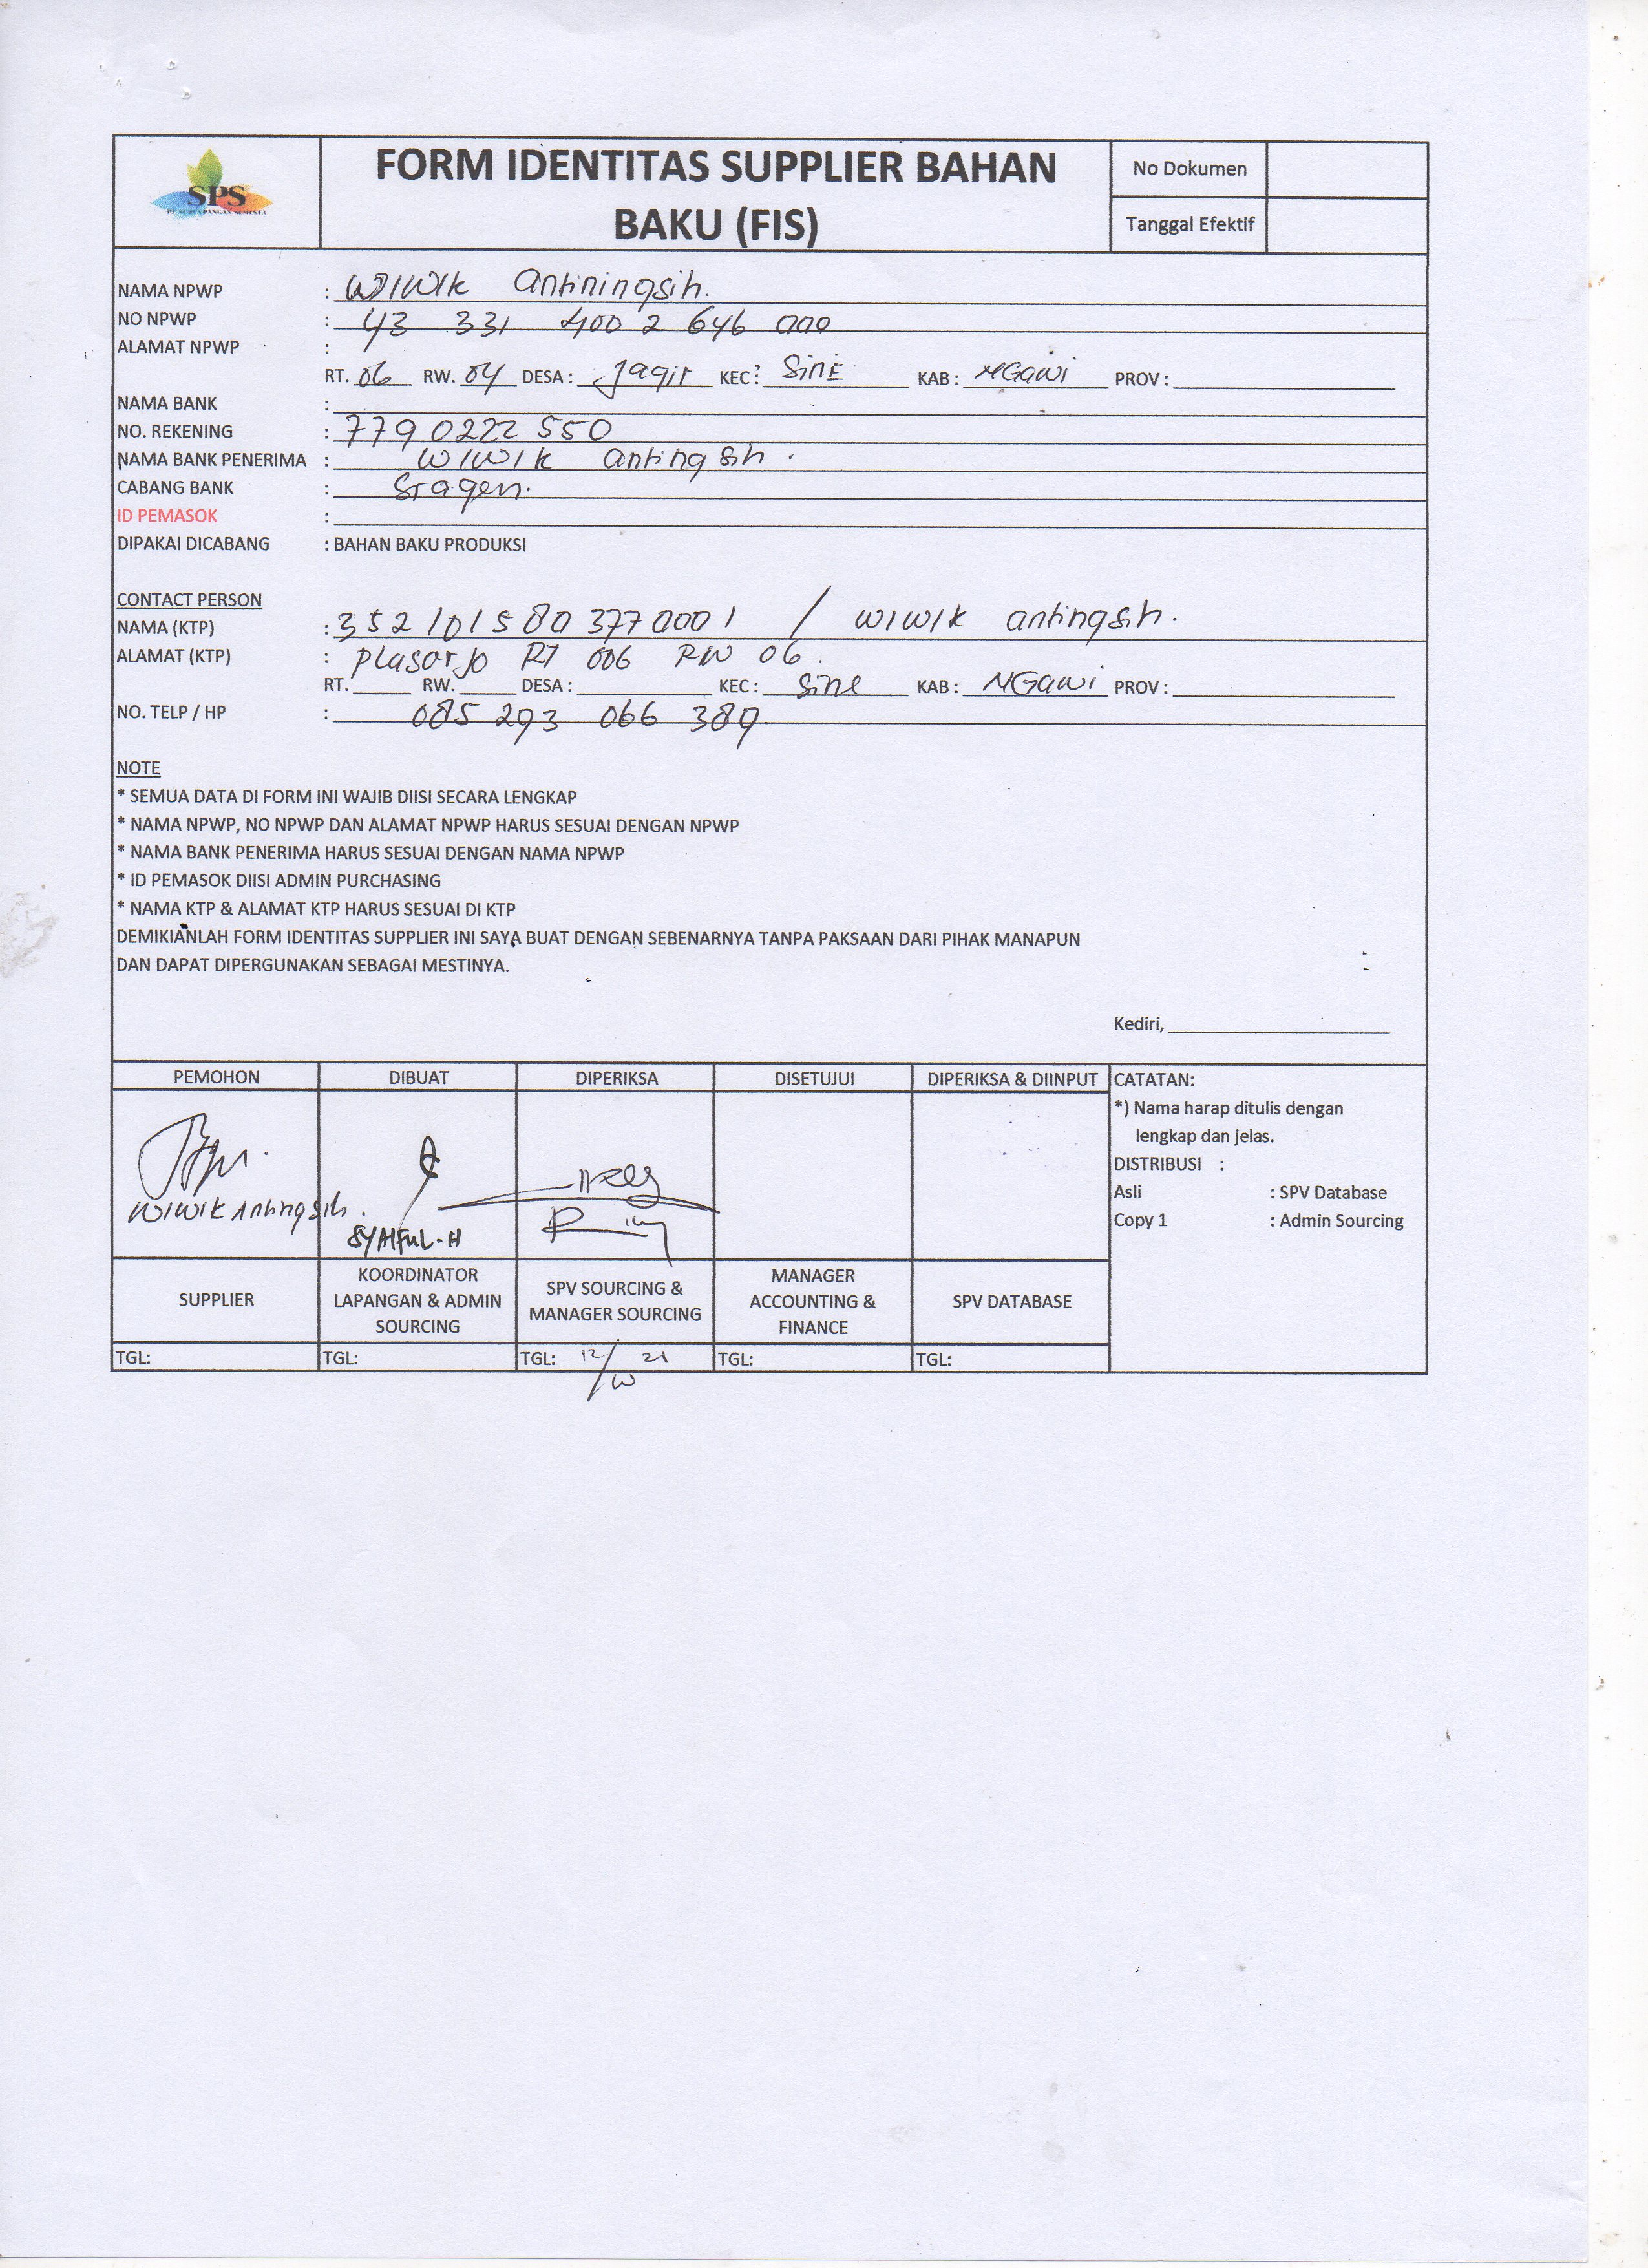 SPS
PT SURYA PANGAN SEMESTA
FORM IDENTITAS SUPPLIER BAHAN
BAKU (FIS)
No Dokumen
Tanggal Efektif
NAMA NPWP : WIWIK Antiningsih.
NO NPWP : 43 331 400 2 646 000
ALAMAT NPWP :
RT. 06 RW. 04 DESA : Jagir KEC : SinE KAB : NGawi PROV :
NAMA BANK :
NO. REKENING : 7790222 550
NAMA BANK PENERIMA : WIWIK antingsih.
CABANG BANK : Sragen.
ID PEMASOK :
DIPAKAI DICABANG : BAHAN BAKU PRODUKSI
CONTACT PERSON
NAMA (KTP) : 3521015803770001 / WIWIK antingsih.
ALAMAT (KTP) : Plasorjo RT 006 RW 06.
RT. RW. DESA : KEC : Sine KAB : NGawi PROV :
NO. TELP / HP : 085 293 066 389
NOTE
* SEMUA DATA DI FORM INI WAJIB DIISI SECARA LENGKAP
* NAMA NPWP, NO NPWP DAN ALAMAT NPWP HARUS SESUAI DENGAN NPWP
* NAMA BANK PENERIMA HARUS SESUAI DENGAN NAMA NPWP
* ID PEMASOK DIISI ADMIN PURCHASING
* NAMA KTP & ALAMAT KTP HARUS SESUAI DI KTP
DEMIKIANLAH FORM IDENTITAS SUPPLIER INI SAYA BUAT DENGAN SEBENARNYA TANPA PAKSAAN DARI PIHAK MANAPUN
DAN DAPAT DIPERGUNAKAN SEBAGAI MESTINYA.
Kediri,
PEMOHON DIBUAT DIPERIKSA DISETUJUI DIPERIKSA & DIINPUT CATATAN:
*) Nama harap ditulis dengan
lengkap dan jelas.
DISTRIBUSI :
Asli : SPV Database
Copy 1 : Admin Sourcing
WIWIK Antingsih.
SYAIFUL-H
SUPPLIER
KOORDINATOR
LAPANGAN & ADMIN
SOURCING
SPV SOURCING &
MANAGER SOURCING
MANAGER
ACCOUNTING &
FINANCE
SPV DATABASE
TGL: TGL: TGL: 12/ 21 TGL: TGL: